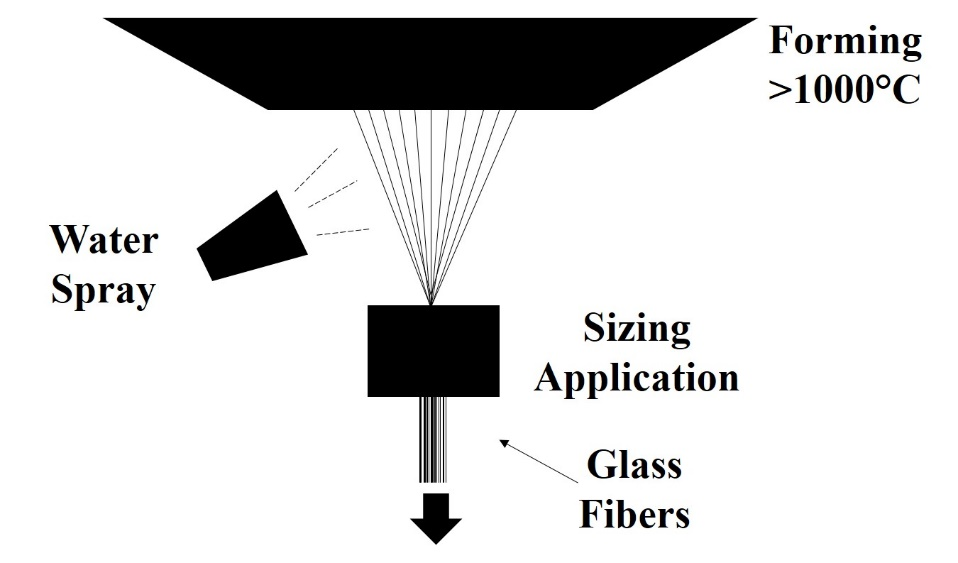 Forming
>1000°C
Water
Spray
Sizing
Application
Glass
Fibers